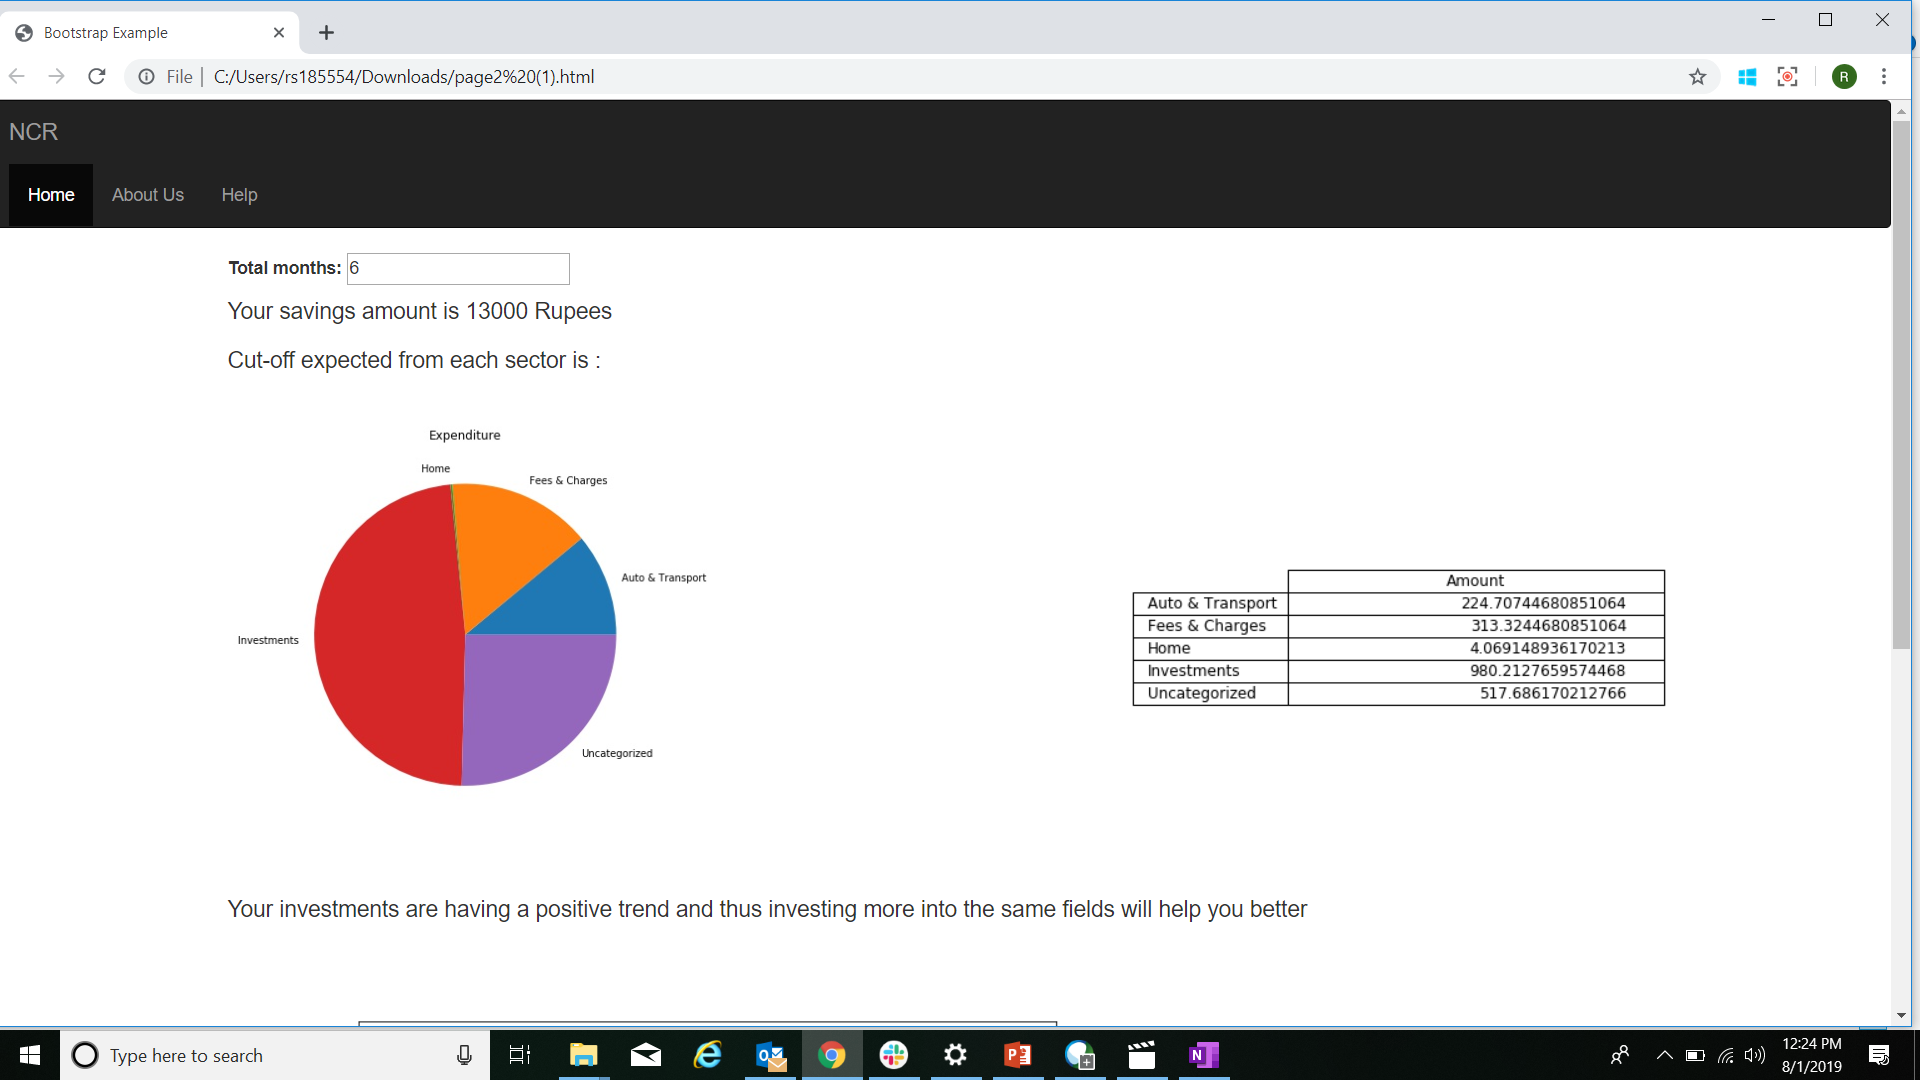 Bootstrap Example
File | C:/Users/rs185554/Downloads/page2%20(1).html
R
NCR
Home About Us Help
Total months: 6
Your savings amount is 13000 Rupees
Cut-off expected from each sector is :
Expenditure
Home
Fees & Charges
Auto & Transport
Investments
Uncategorized
Amount
Auto & Transport 224.70744680851064
Fees & Charges 313.3244680851064
Home 4.069148936170213
Investments 980.2127659574468
Uncategorized 517.686170212766
Your investments are having a positive trend and thus investing more into the same fields will help you better
Type here to search
12:24 PM
8/1/2019